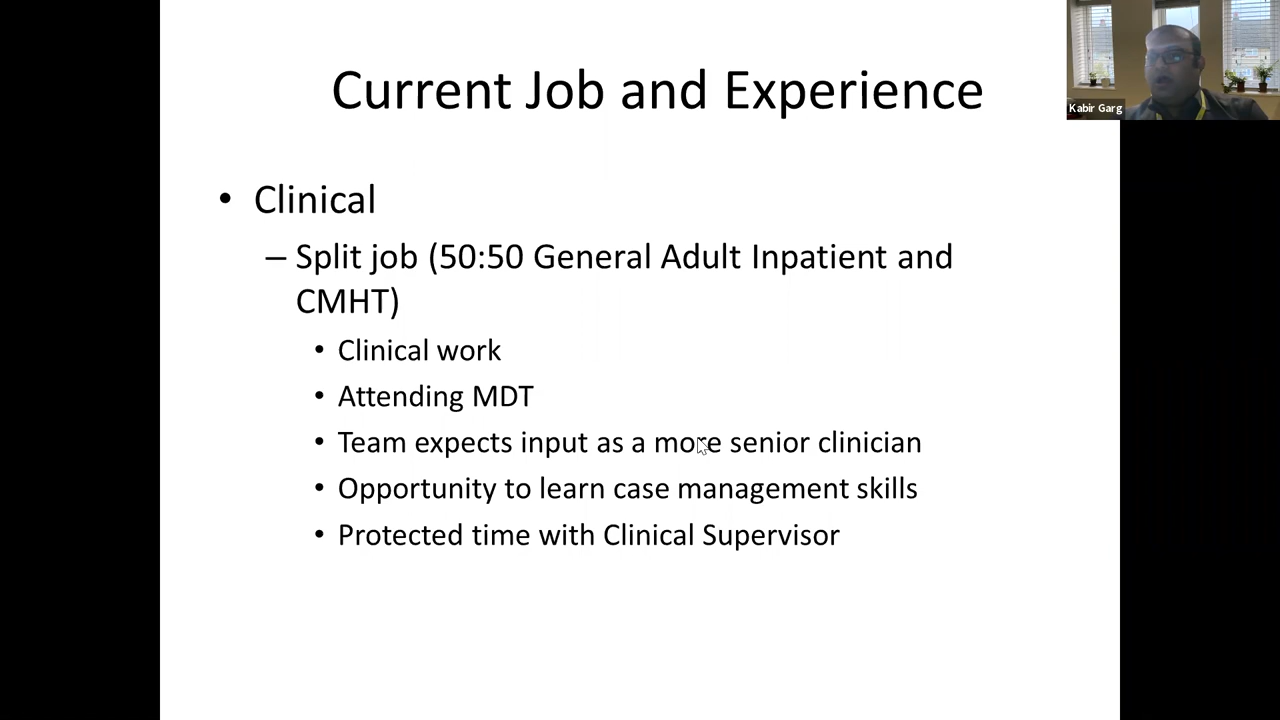 Current Job and Experience
Kabir Garg
• Clinical
– Split job (50:50 General Adult Inpatient and
CMHT)
• Clinical work
• Attending MDT
• Team expects input as a more senior clinician
• Opportunity to learn case management skills
• Protected time with Clinical Supervisor